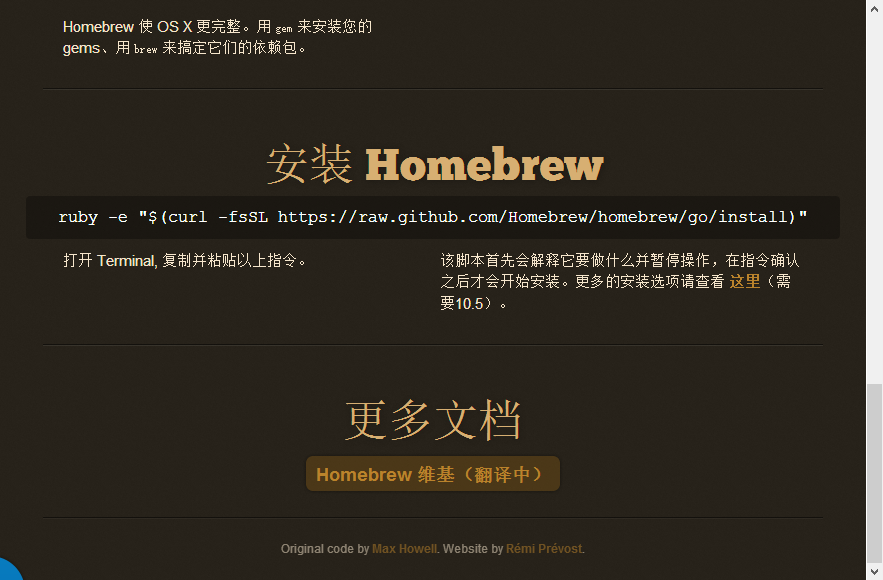 Homebrew 使 OS X 更完整。用 gem 来安装您的
gems、用 brew 来搞定它们的依赖包。
安装 Homebrew
ruby -e "$(curl -fsSL https://raw.github.com/Homebrew/homebrew/go/install)"
打开 Terminal, 复制并粘贴以上指令。
该脚本首先会解释它要做什么并暂停操作，在指令确认
之后才会开始安装。更多的安装选项请查看 这里（需
要10.5）。
更多文档
Homebrew 维基（翻译中）
Original code by Max Howell. Website by Rémi Prévost.